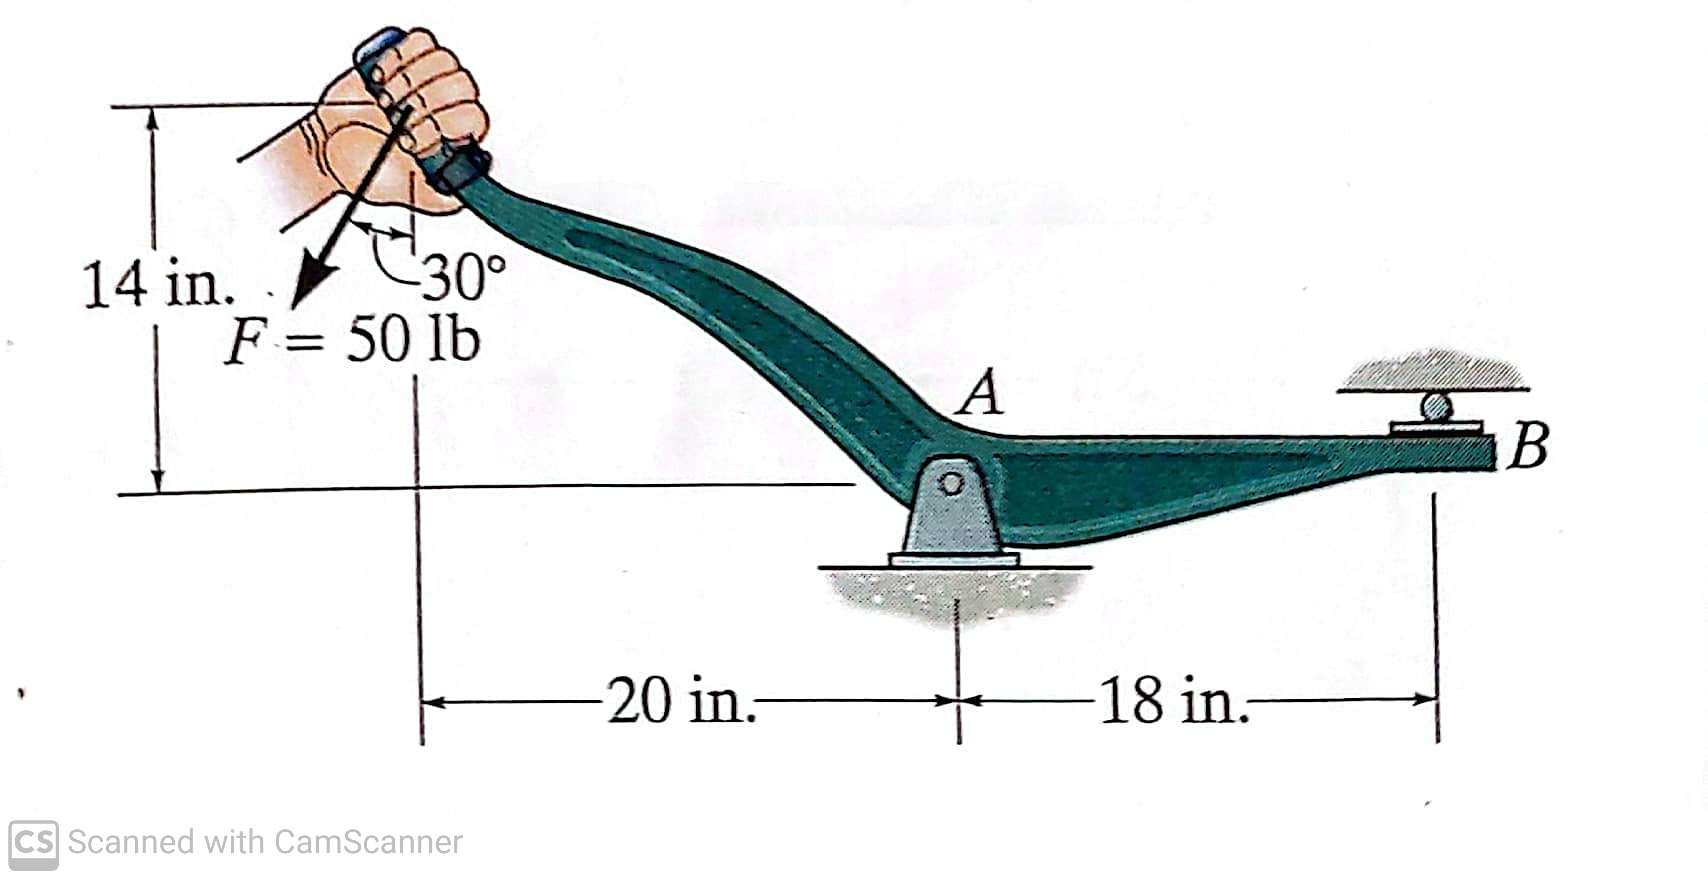 14 in.
30°
F = 50 lb
A
B
20 in.
18 in.
CS Scanned with CamScanner